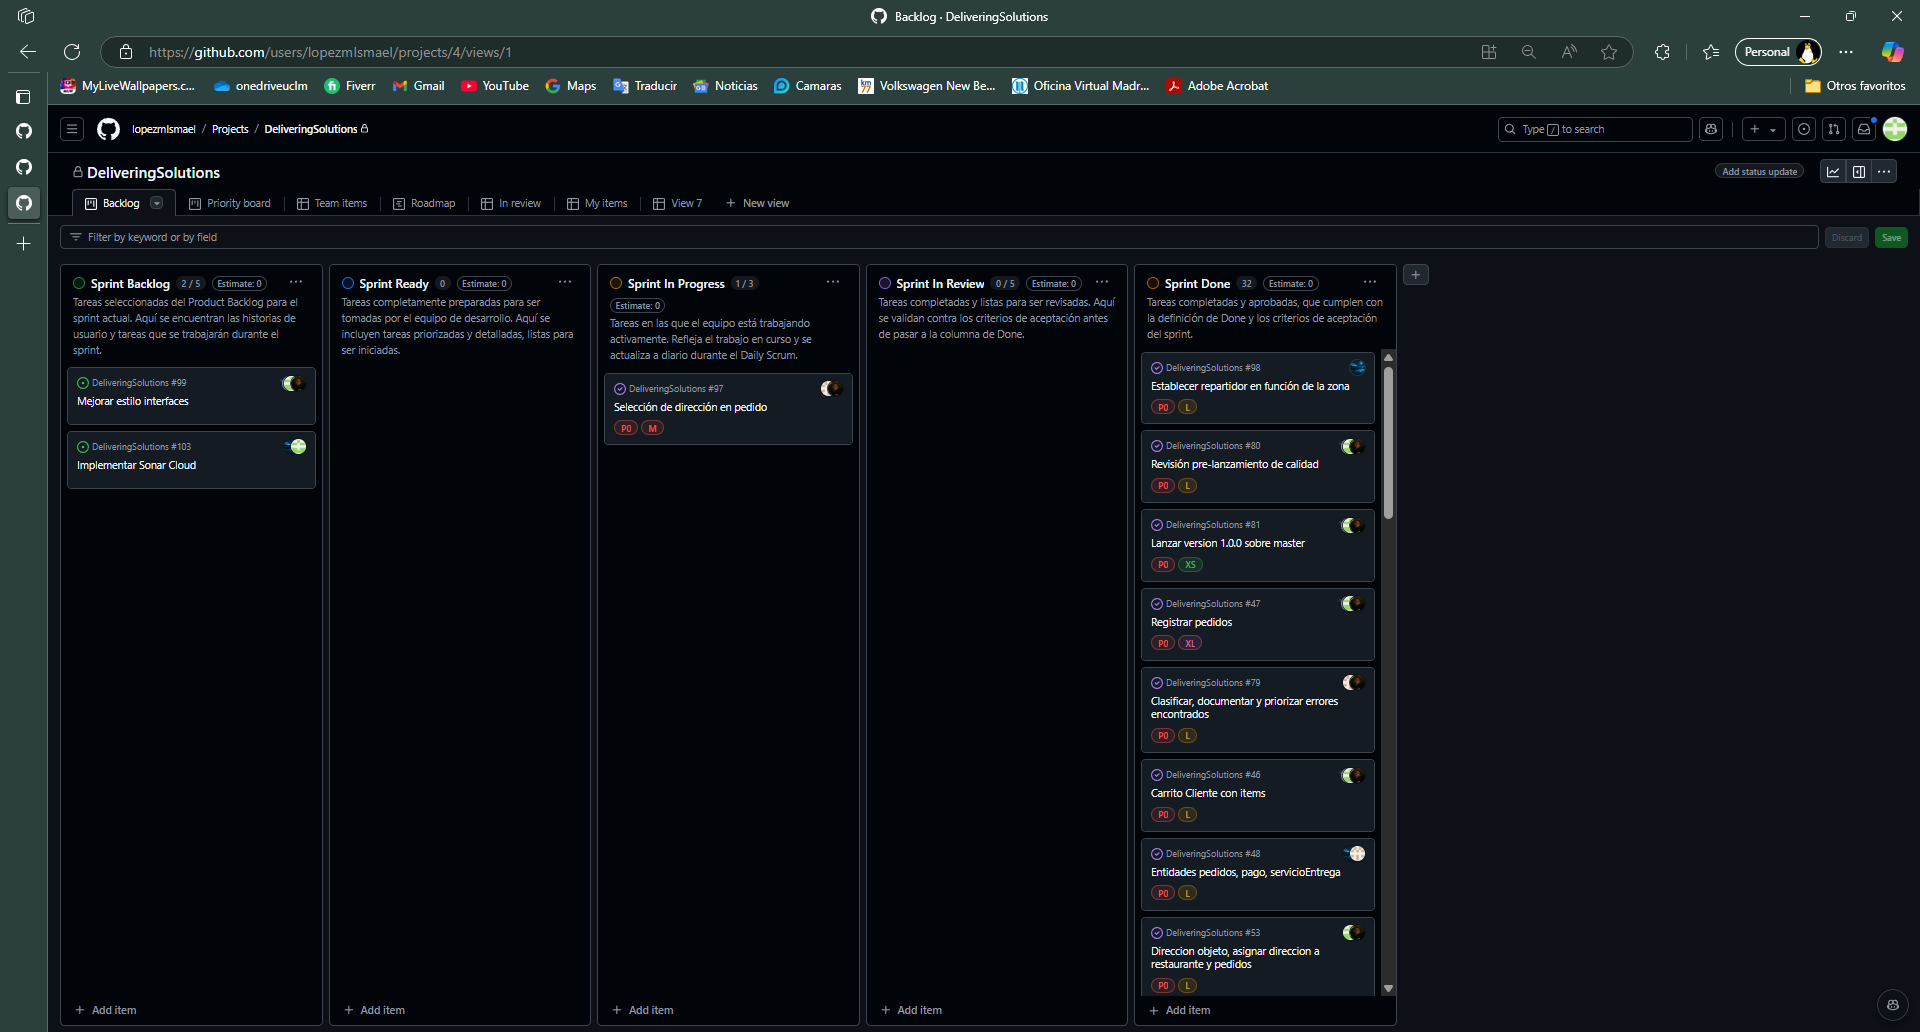 Backlog · DeliveringSolutions
https://github.com/users/lopezmIsmael/projects/4/views/1
Personal
MyLiveWallpapers.c...
onedriveuclm
Fiverr
Gmail
YouTube
Maps
Traducir
Noticias
Camaras
Volkswagen New Be...
Oficina Virtual Madr...
Adobe Acrobat
Otros favoritos
lopezmIsmael / Projects / DeliveringSolutions
Type / to search
DeliveringSolutions
Add status update
Backlog
Priority board
Team items
Roadmap
In review
My items
View 7
New view
Filter by keyword or by field
Discard
Save
Sprint Backlog 2 / 5 Estimate: 0
Tareas seleccionadas del Product Backlog para el
sprint actual. Aquí se encuentran las historias de
usuario y tareas que se trabajarán durante el
sprint.
DeliveringSolutions #99
Mejorar estilo interfaces
DeliveringSolutions #103
Implementar Sonar Cloud
Add item
Sprint Ready 0 Estimate: 0
Tareas completamente preparadas para ser
tomadas por el equipo de desarrollo. Aquí se
incluyen tareas priorizadas y detalladas, listas para
ser iniciadas.
Add item
Sprint In Progress 1 / 3
Estimate: 0
Tareas en las que el equipo está trabajando
activamente. Refleja el trabajo en curso y se
actualiza a diario durante el Daily Scrum.
DeliveringSolutions #97
Selección de dirección en pedido
P0 M
Add item
Sprint In Review 0 / 5 Estimate: 0
Tareas completadas y listas para ser revisadas. Aquí
se validan contra los criterios de aceptación antes
de pasar a la columna de Done.
Add item
Sprint Done 32 Estimate: 0
Tareas completadas y aprobadas, que cumplen con
la definición de Done y los criterios de aceptación
del sprint.
DeliveringSolutions #98
Establecer repartidor en función de la zona
P0 L
DeliveringSolutions #80
Revisión pre-lanzamiento de calidad
P0 L
DeliveringSolutions #81
Lanzar version 1.0.0 sobre master
P0 XS
DeliveringSolutions #47
Registrar pedidos
P0 XL
DeliveringSolutions #79
Clasificar, documentar y priorizar errores
encontrados
P0 L
DeliveringSolutions #46
Carrito Cliente con items
P0 L
DeliveringSolutions #48
Entidades pedidos, pago, servicioEntrega
P0 L
DeliveringSolutions #53
Direccion objeto, asignar direccion a
restaurante y pedidos
P0 L
Add item